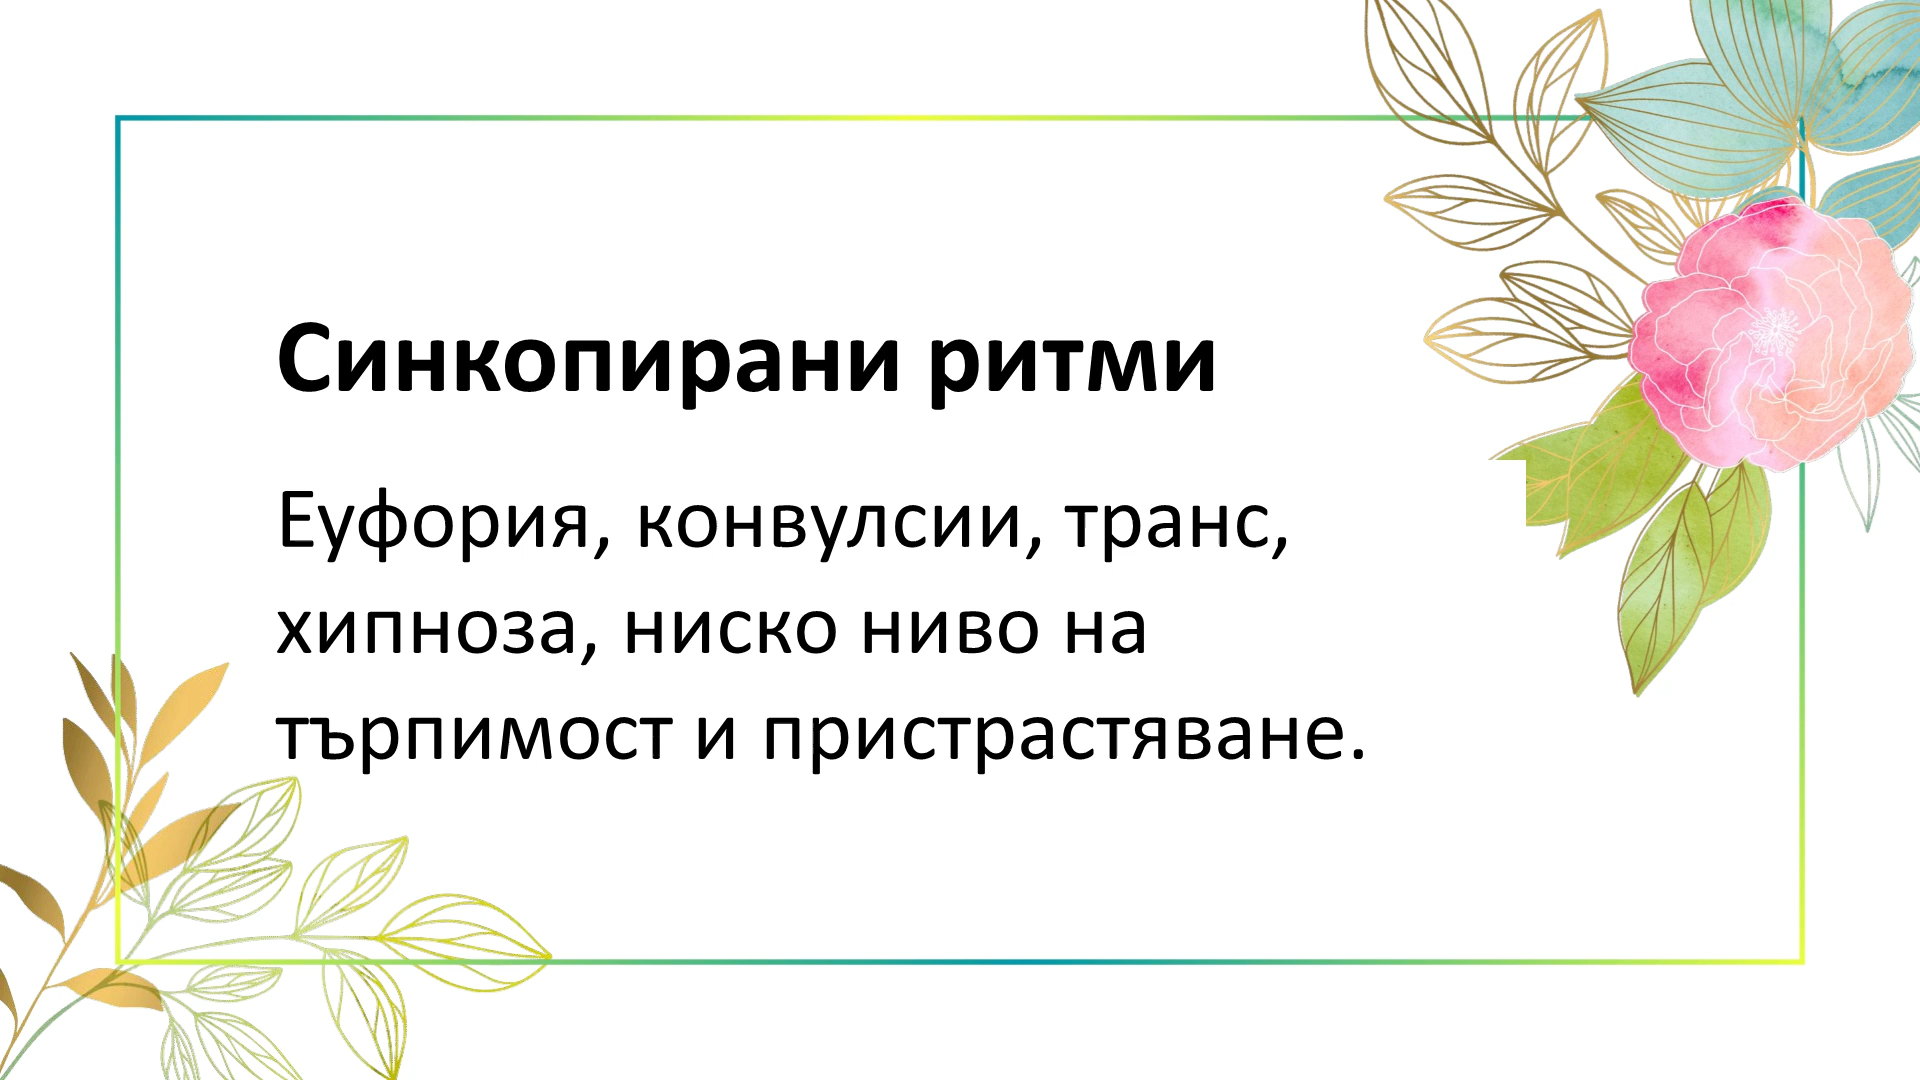 Синкопирани ритми
Еуфория, конвулсии, транс,
хипноза, ниско ниво на
търпимост и пристрастяване.